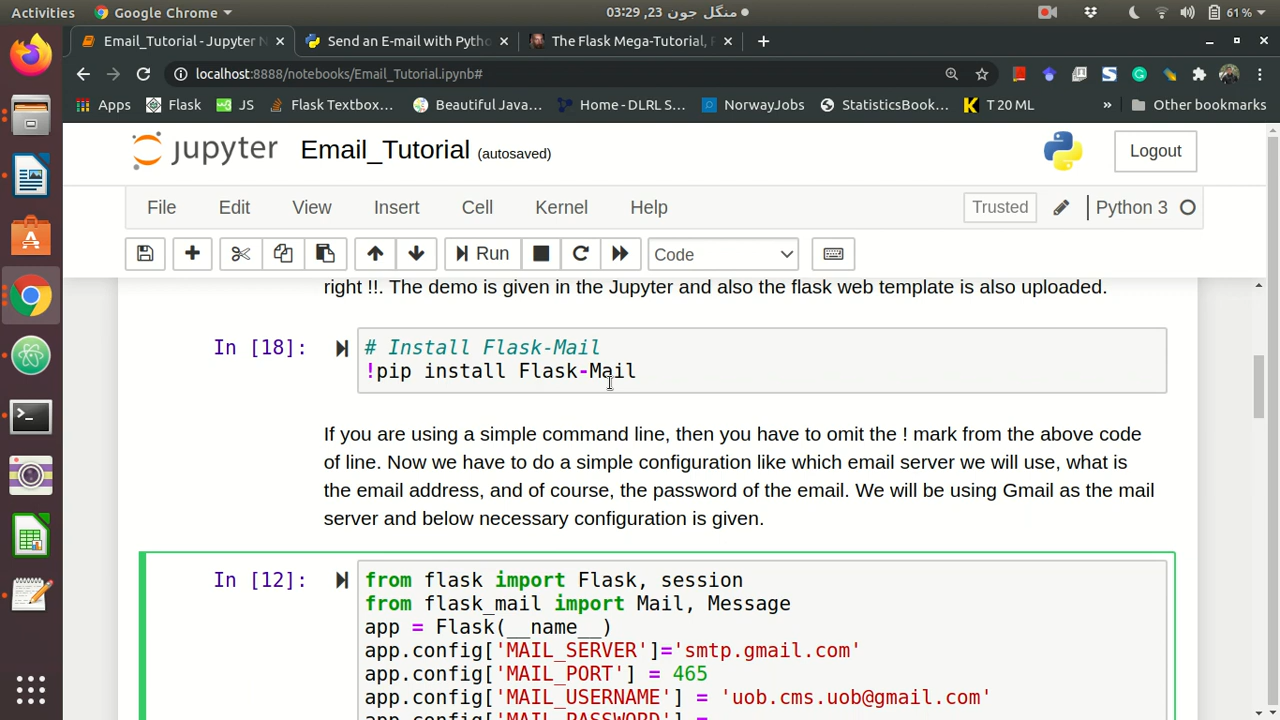 Activities
Google Chrome
منگل جون 23, 03:29
61%
Email_Tutorial - Jupyter N
Send an E-mail with Pytho
The Flask Mega-Tutorial, F
localhost:8888/notebooks/Email_Tutorial.ipynb#
Apps
Flask
JS
Flask Textbox...
Beautiful Java...
Home - DLRL S...
NorwayJobs
StatisticsBook...
T 20 ML
»
Other bookmarks
jupyter
Email_Tutorial (autosaved)
Logout
File Edit View Insert Cell Kernel Help
Trusted
Python 3
Run
Code
right !!. The demo is given in the Jupyter and also the flask web template is also uploaded.
In [18]:
# Install Flask-Mail
!pip install Flask-Mail
If you are using a simple command line, then you have to omit the ! mark from the above code
of line. Now we have to do a simple configuration like which email server we will use, what is
the email address, and of course, the password of the email. We will be using Gmail as the mail
server and below necessary configuration is given.
In [12]:
from flask import Flask, session
from flask_mail import Mail, Message
app = Flask(__name__)
app.config['MAIL_SERVER']='smtp.gmail.com'
app.config['MAIL_PORT'] = 465
app.config['MAIL_USERNAME'] = 'uob.cms.uob@gmail.com'
app.config['MAIL_PASSWORD'] =